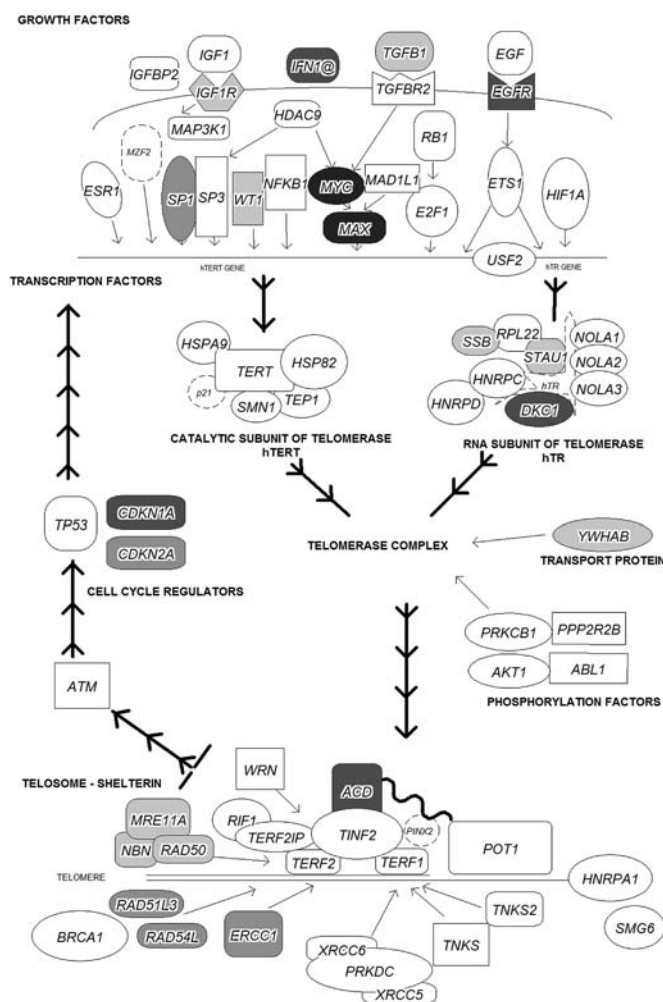 GROWTH FACTORS
IGF1
IGFBP2
IFN1@
TGFB1
EGF
IGF1R
TGFBR2
EGFR
MAP3K1
HDAC9
RB1
MZF2
ESR1
SP1
SP3
WT1
NFKB1
MYC
MAD1L1
E2F1
ETS1
HIF1A
MAX
USF2
hTERT GENE
hTR GENE
TRANSCRIPTION FACTORS
HSPA9
TERT
HSP82
p21
SMN1
TEP1
SSB
RPL22
STAU1
NOLA1
NOLA2
NOLA3
HNRPC
hTR
HNRPD
DKC1
CATALYTIC SUBUNIT OF TELOMERASE
hTERT
RNA SUBUNIT OF TELOMERASE
hTR
TP53
CDKN1A
CDKN2A
CELL CYCLE REGULATORS
TELOMERASE COMPLEX
YWHAB
TRANSPORT PROTEIN
PRKCB1
PPP2R2B
AKT1
ABL1
PHOSPHORYLATION FACTORS
ATM
TELOSOME - SHELTERIN
WRN
ACD
MRE11A
NBN
RAD50
RIF1
TERF2IP
TINF2
PINX2
POT1
TERF2
TERF1
TELOMERE
HNRPA1
RAD51L3
BRCA1
RAD54L
ERCC1
XRCC6
PRKDC
XRCC5
TNKS
TNKS2
SMG6